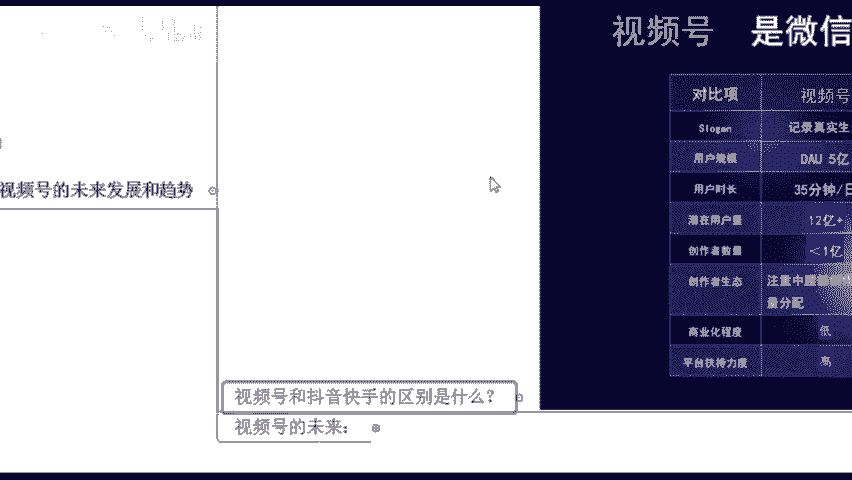 视频号 是微信
对比项 视频号
Slogan 记录真实生
用户规模 DAU 5亿
用户时长 35分钟/日
潜在用户量 12亿+
创作者数量 <1亿
创作者生态 注重中腰
量分配
商业化程度 低
平台扶持力度 高
视频号的未来发展和趋势
视频号和抖音快手的区别是什么?
视频号的未来: